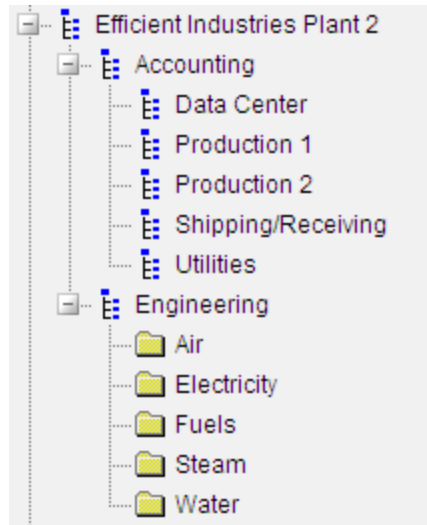 Efficient Industries Plant 2
Accounting
Data Center
Production 1
Production 2
Shipping/Receiving
Utilities
Engineering
Air
Electricity
Fuels
Steam
Water